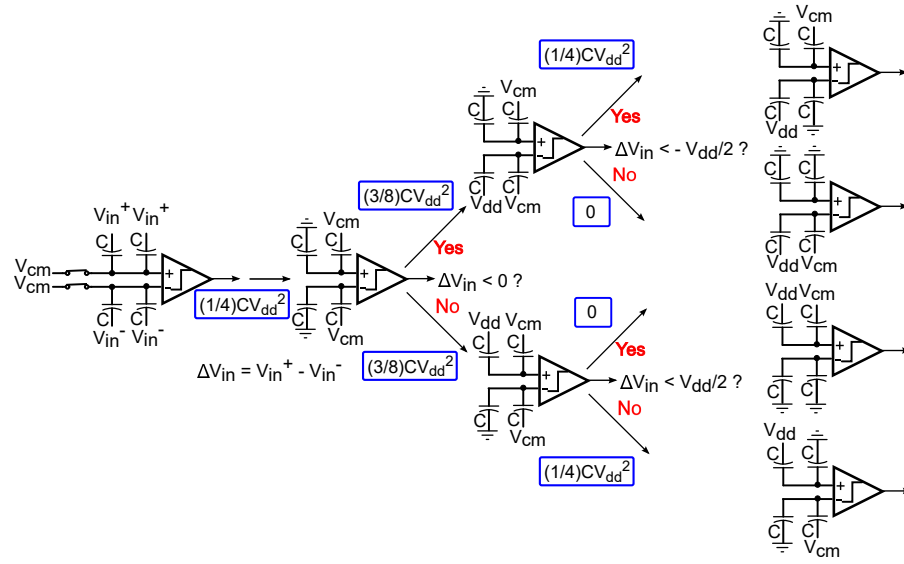 Vin+ Vin+
C C
Vcm
Vcm
+
-
C C
Vin- Vin-
(1/4)CVdd2
ΔVin = Vin+ - Vin-
Vcm
C C
+
-
C C
Vcm
ΔVin < 0 ?
Yes
(3/8)CVdd2
No
(3/8)CVdd2
Vcm
C C
+
-
C C
Vdd Vcm
ΔVin < - Vdd/2 ?
Yes
(1/4)CVdd2
No
0
Vdd Vcm
C C
+
-
C C
Vcm
ΔVin < Vdd/2 ?
Yes
0
No
(1/4)CVdd2
Vcm
C C
+
-
C C
Vdd
C C
+
-
C C
Vdd Vcm
Vdd Vcm
C C
+
-
C C
Vdd
C C
+
-
C C
Vcm